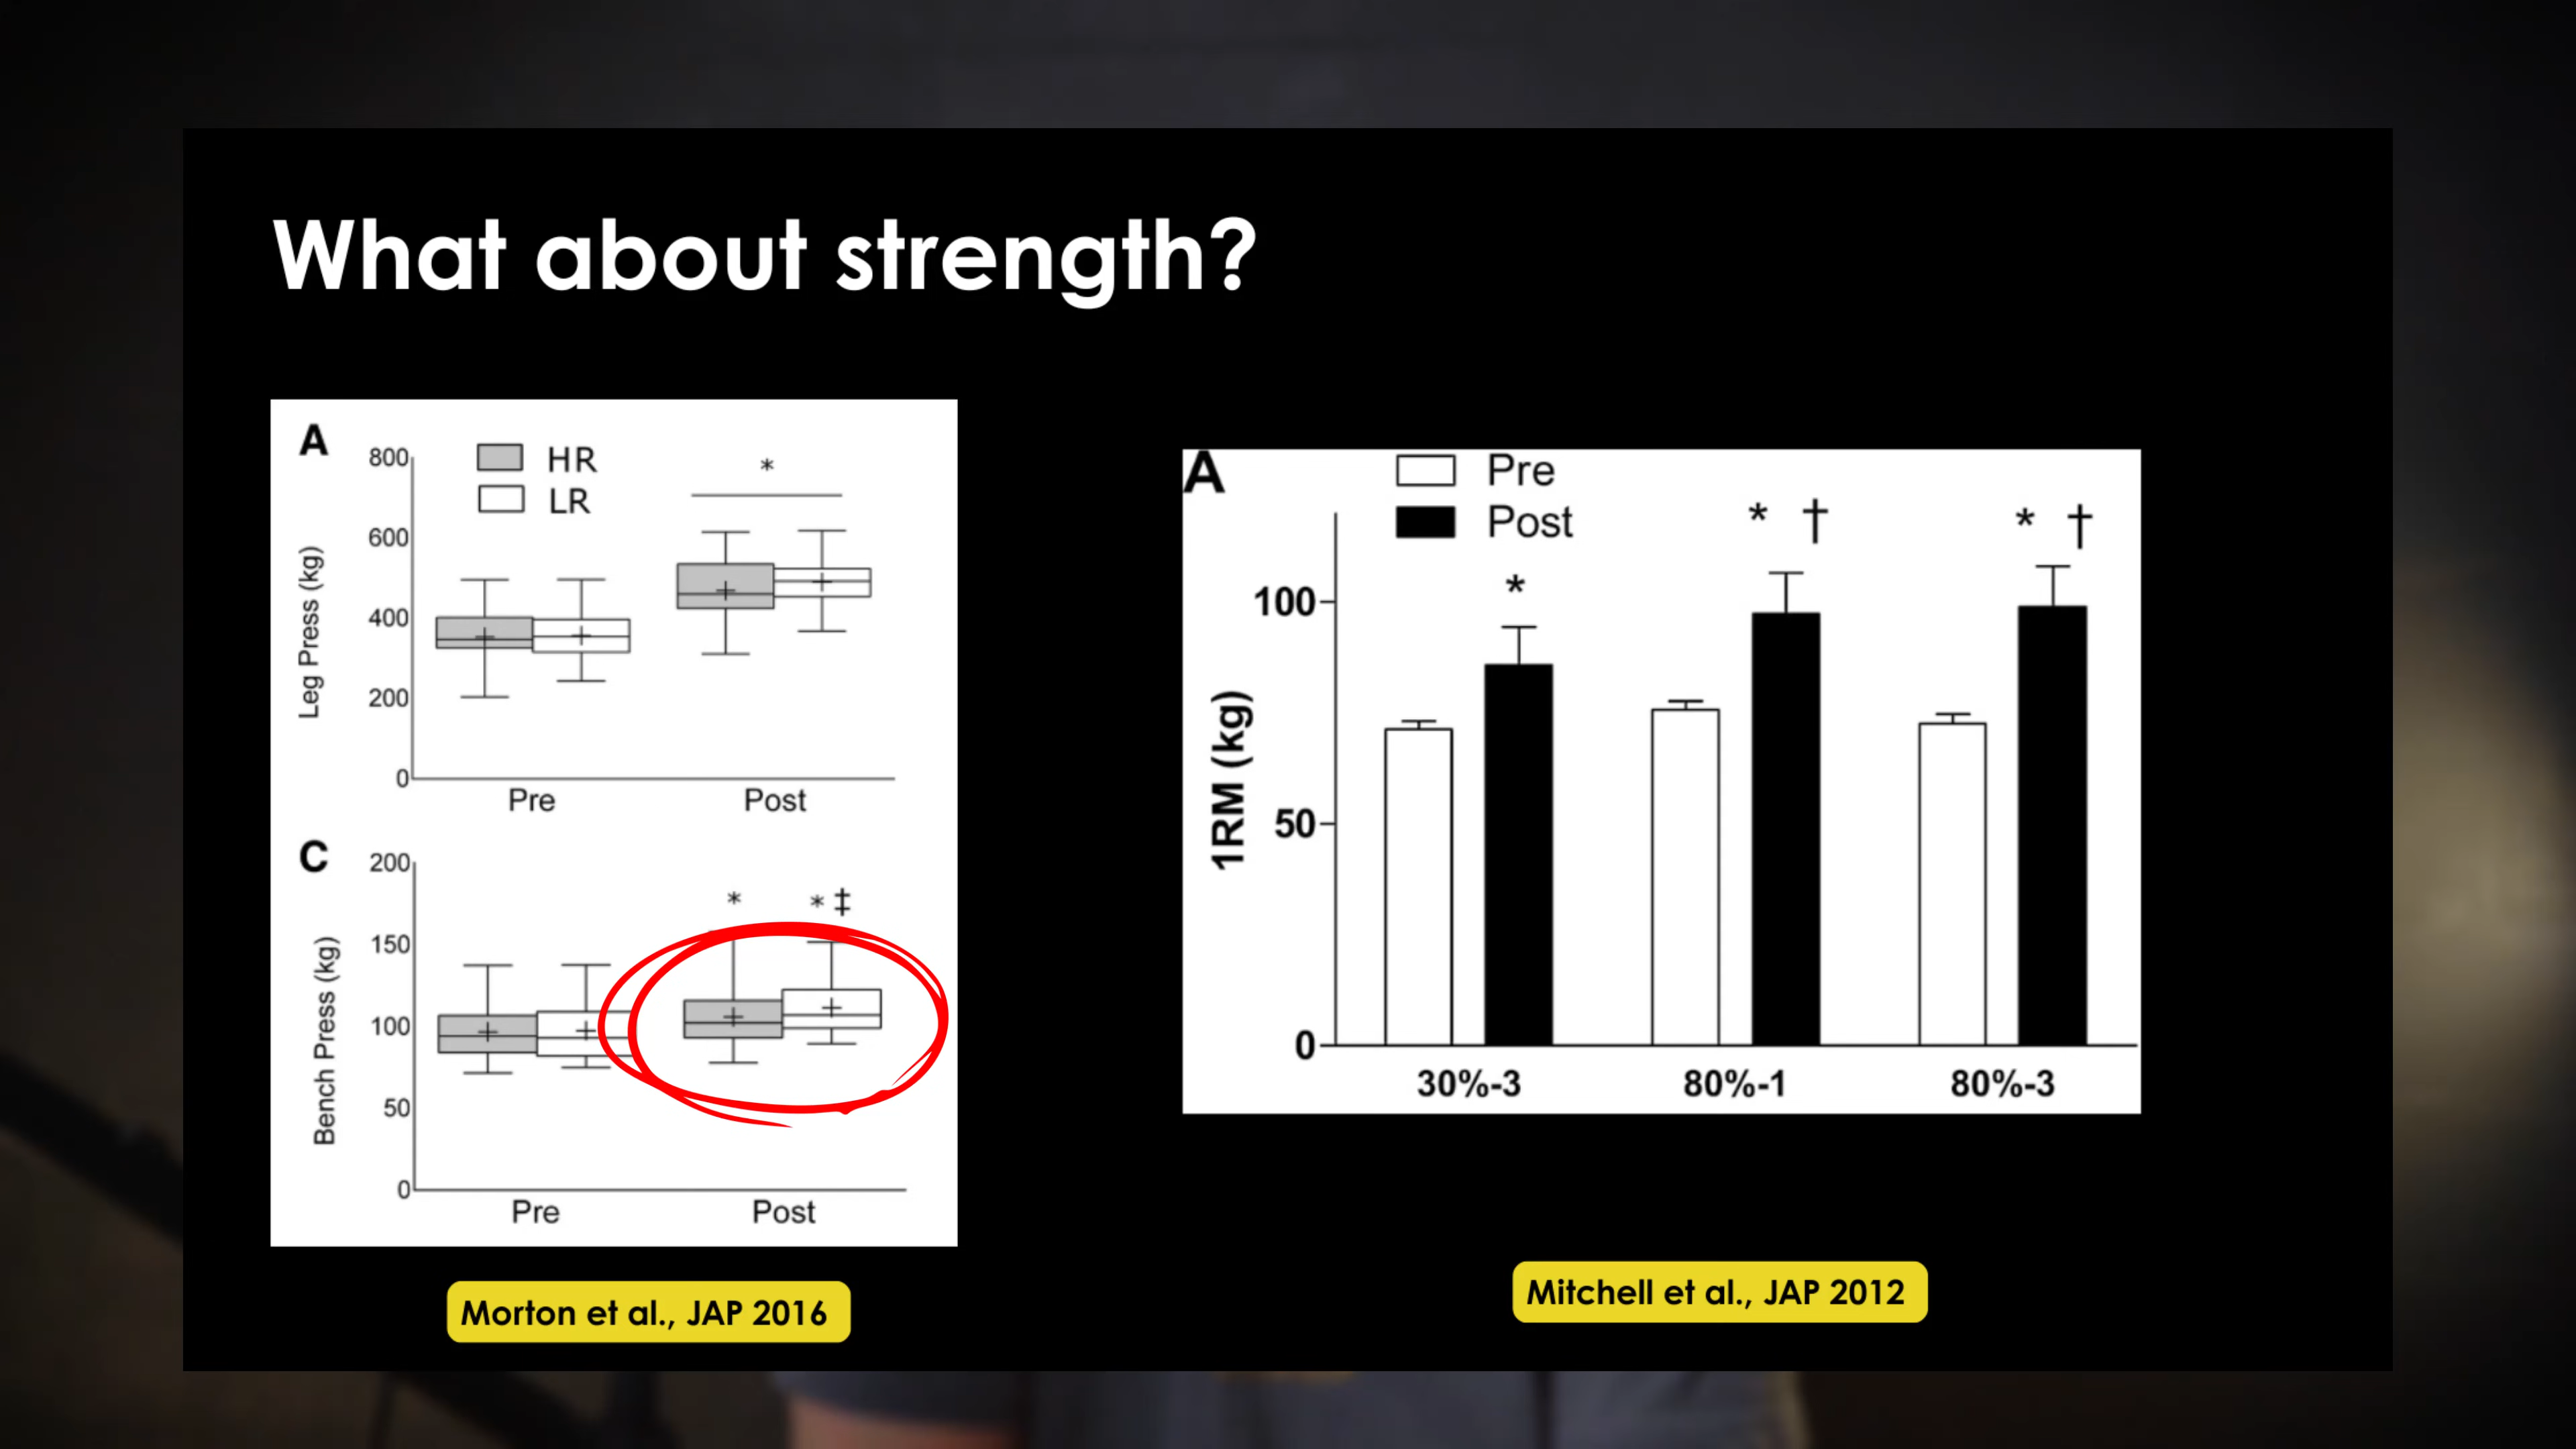 What about strength?
A
HR
LR
*
800
600
400
200
0
Leg Press (kg)
Pre
Post
C
200
150
100
50
0
* * ‡
Bench Press (kg)
Pre
Post
Morton et al., JAP 2016
A
Pre
Post
* * † * †
100
50
0
1RM (kg)
30%-3
80%-1
80%-3
Mitchell et al., JAP 2012